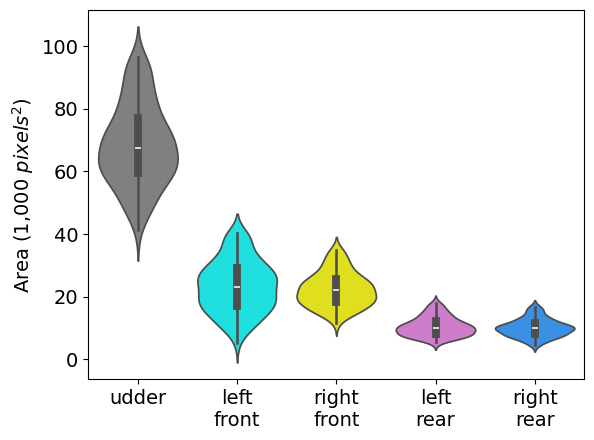 Area (1,000 pixels²)
100
80
60
40
20
0
udder
left
front
right
front
left
rear
right
rear